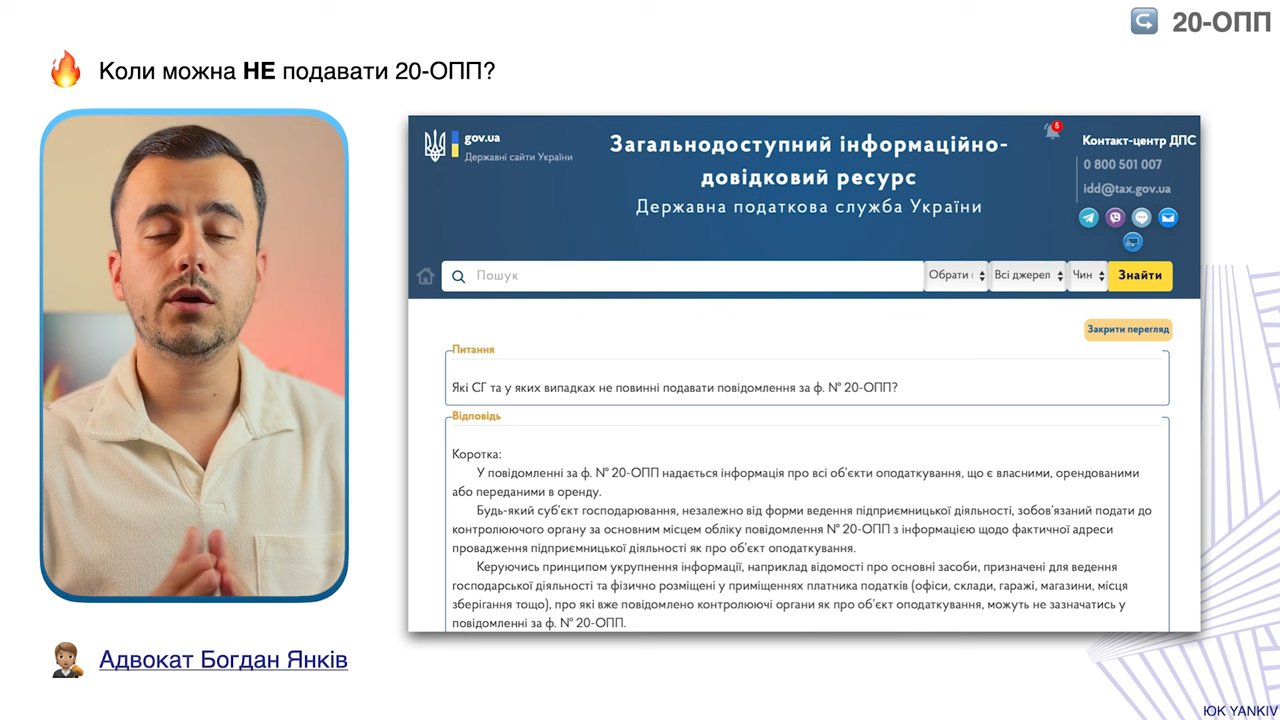 20-ОПП
Коли можна НЕ подавати 20-ОПП?
gov.ua
Державні сайти України
Загальнодоступний інформаційно-
довідковий ресурс
Державна податкова служба України
5
Контакт-центр ДПС
0 800 501 007
idd@tax.gov.ua
Пошук
Обрати
Всі джерел
Чин
Знайти
Закрити перегляд
Питання
Які СГ та у яких випадках не повинні подавати повідомлення за ф. № 20-ОПП?
Відповідь
Коротка:
У повідомленні за ф. № 20-ОПП надається інформація про всі об’єкти оподаткування, що є власними, орендованими
або переданими в оренду.
Будь-який суб’єкт господарювання, незалежно від форми ведення підприємницької діяльності, зобов’язаний подати до
контролюючого органу за основним місцем обліку повідомлення № 20-ОПП з інформацією щодо фактичної адреси
провадження підприємницької діяльності як про об’єкт оподаткування.
Керуючись принципом укрупнення інформації, наприклад відомості про основні засоби, призначені для ведення
господарської діяльності та фізично розміщені у приміщеннях платника податків (офіси, склади, гаражі, магазини, місця
зберігання тощо), про які вже повідомлено контролюючі органи як про об’єкт оподаткування, можуть не зазначатись у
повідомленні за ф. № 20-ОПП.
Адвокат Богдан Янків
ЮК YANKIV